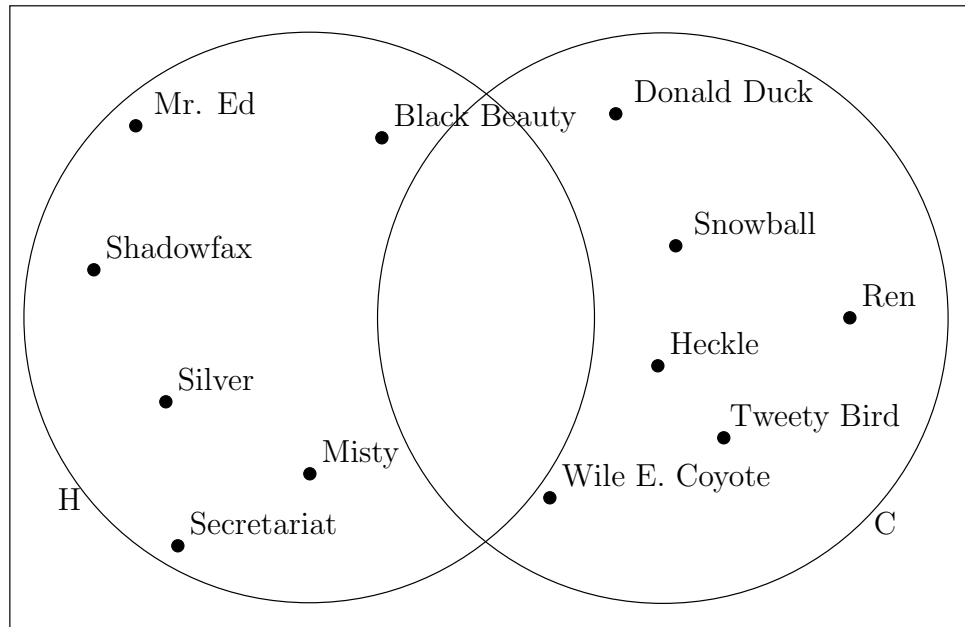 Mr. Ed
Black Beauty
Donald Duck
Shadowfax
Snowball
Ren
Heckle
Silver
Tweety Bird
Misty
Wile E. Coyote
H
Secretariat
C